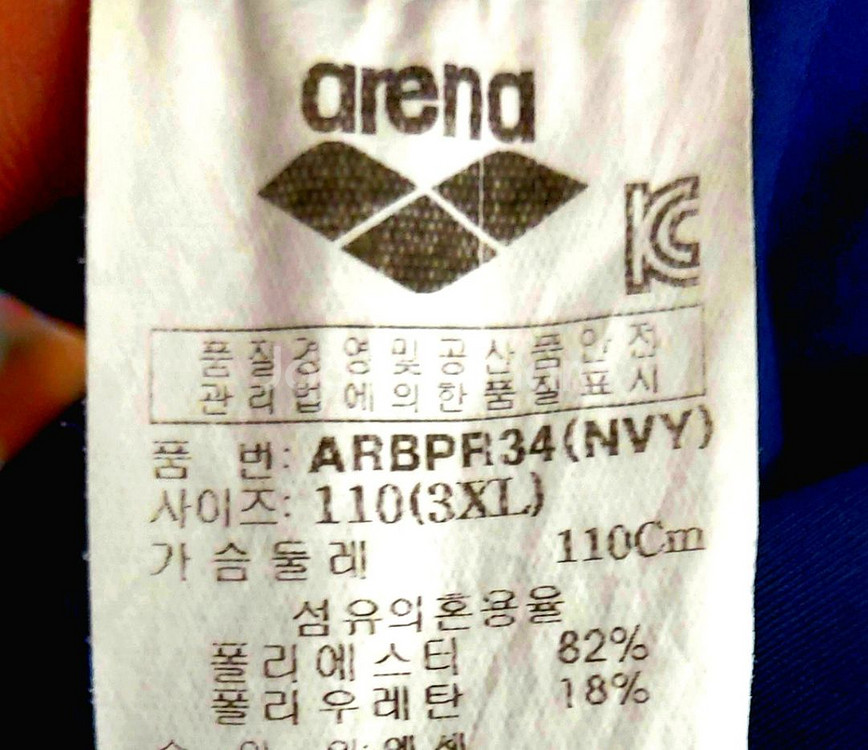 arena
KC
품질경영및공산품안전
관리법에의한품질표시
품 번: ARBPR34(NVY)
사이즈: 110(3XL)
가슴둘레 110Cm
섬유의혼용율
폴리에스터 82%
폴리우레탄 18%